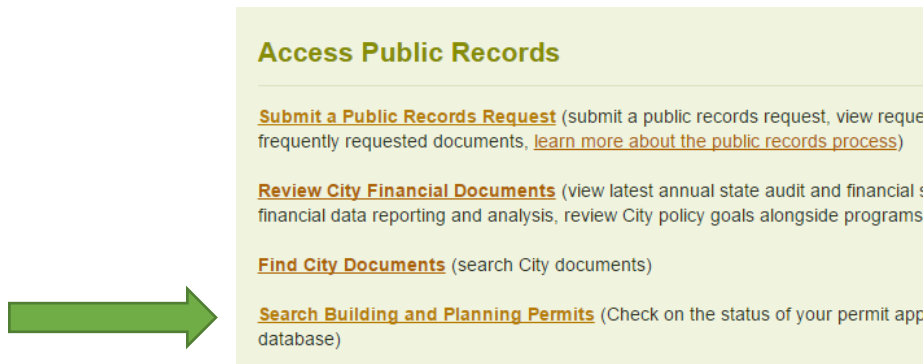 Access Public Records
Submit a Public Records Request (submit a public records request, view
frequently requested documents, learn more about the public records process)
Review City Financial Documents (view latest annual state audit and financial
financial data reporting and analysis, review City policy goals alongside programs
Find City Documents (search City documents)
Search Building and Planning Permits (Check on the status of your permit
database)